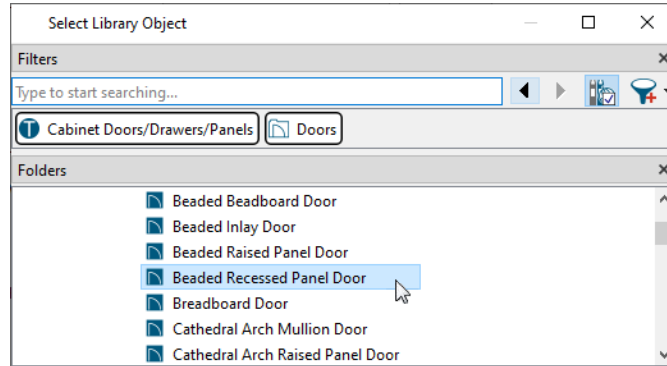 Select Library Object
Filters
Type to start searching...
T Cabinet Doors/Drawers/Panels Doors
Folders
Beaded Beadboard Door
Beaded Inlay Door
Beaded Raised Panel Door
Beaded Recessed Panel Door
Breadboard Door
Cathedral Arch Mullion Door
Cathedral Arch Raised Panel Door